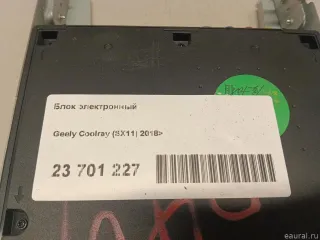 Блок электронный
Geely Coolray (SX11) 2018>
23 701 227
eaural.ru